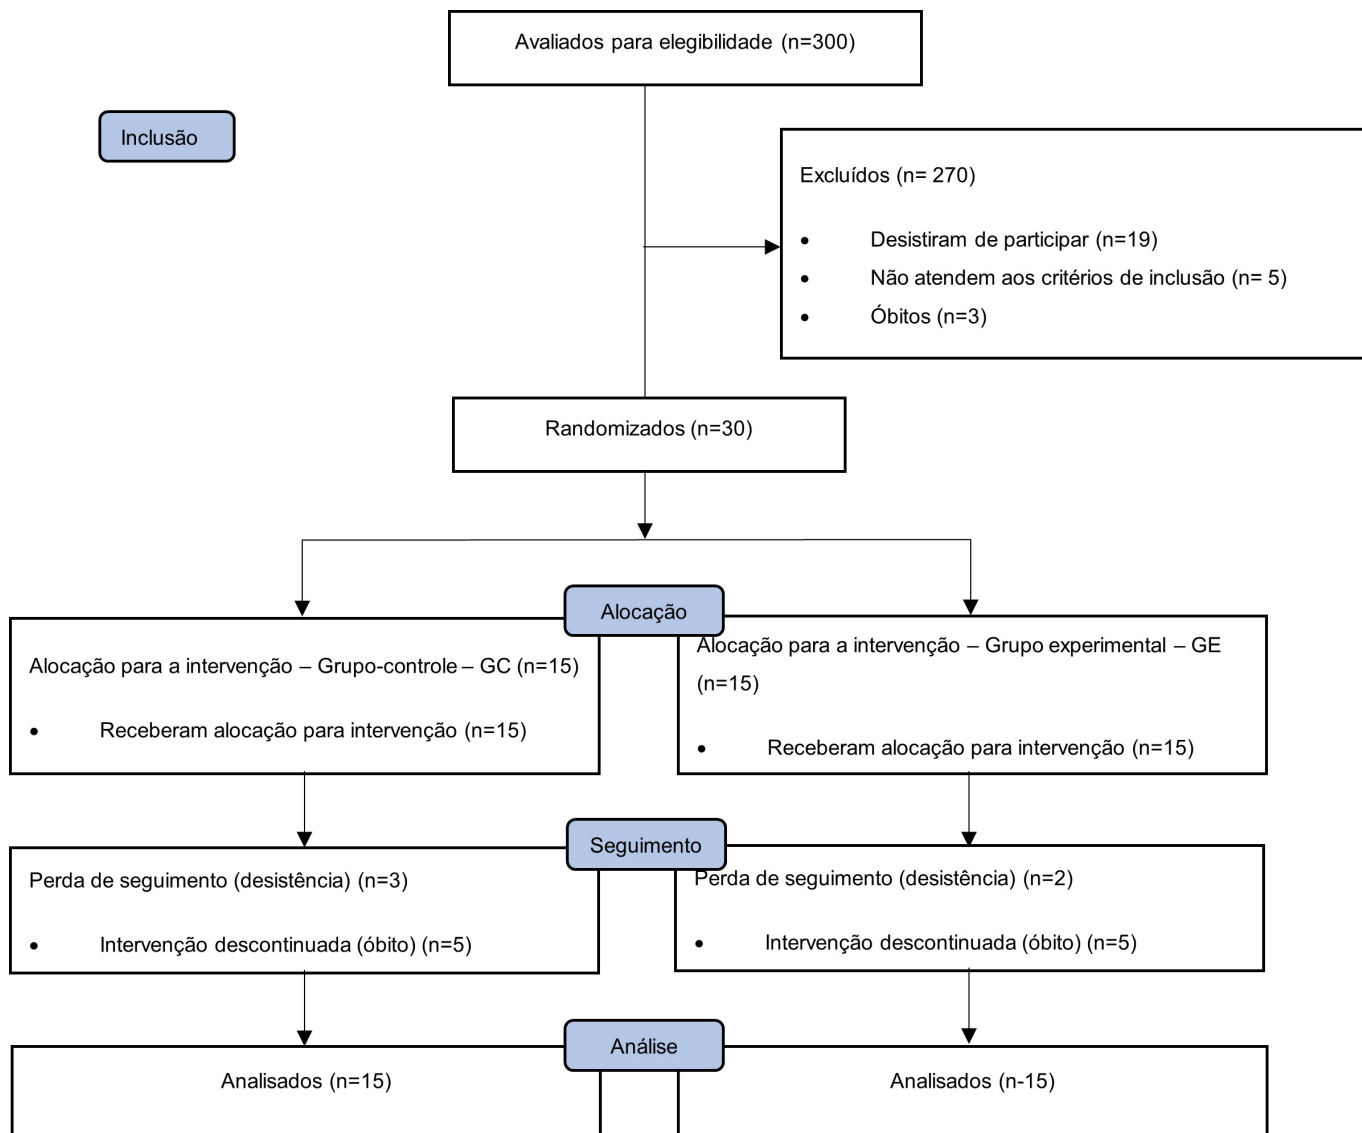 Avaliados para elegibilidade (n=300)
Inclusão
Excluídos (n= 270)
• Desistiram de participar (n=19)
• Não atendem aos critérios de inclusão (n= 5)
• Óbitos (n=3)
Randomizados (n=30)
Alocação
Alocação para a intervenção – Grupo-controle – GC (n=15)
• Receberam alocação para intervenção (n=15)
Alocação para a intervenção – Grupo experimental – GE
(n=15)
• Receberam alocação para intervenção (n=15)
Seguimento
Perda de seguimento (desistência) (n=3)
• Intervenção descontinuada (óbito) (n=5)
Perda de seguimento (desistência) (n=2)
• Intervenção descontinuada (óbito) (n=5)
Análise
Analisados (n=15)
Analisados (n-15)